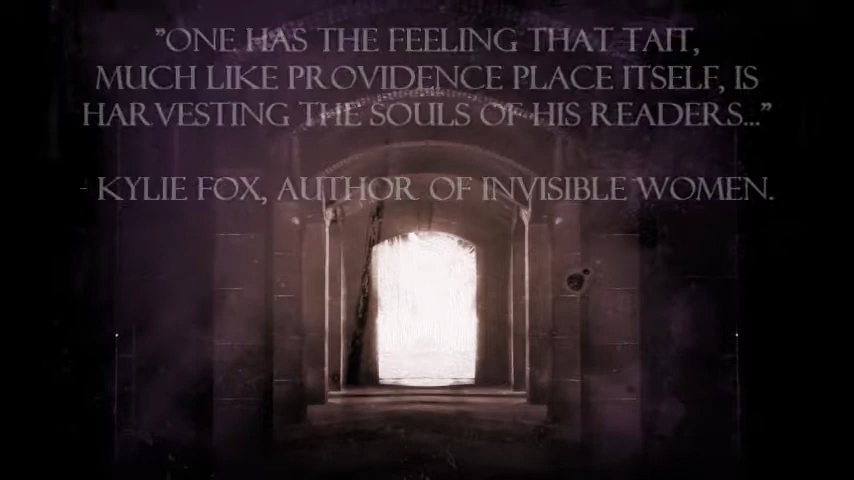 ”ONE HAS THE FEELING THAT TAIT,
MUCH LIKE PROVIDENCE PLACE ITSELF, IS
HARVESTING THE SOULS OF HIS READERS...”
- KYLIE FOX, AUTHOR OF INVISIBLE WOMEN.